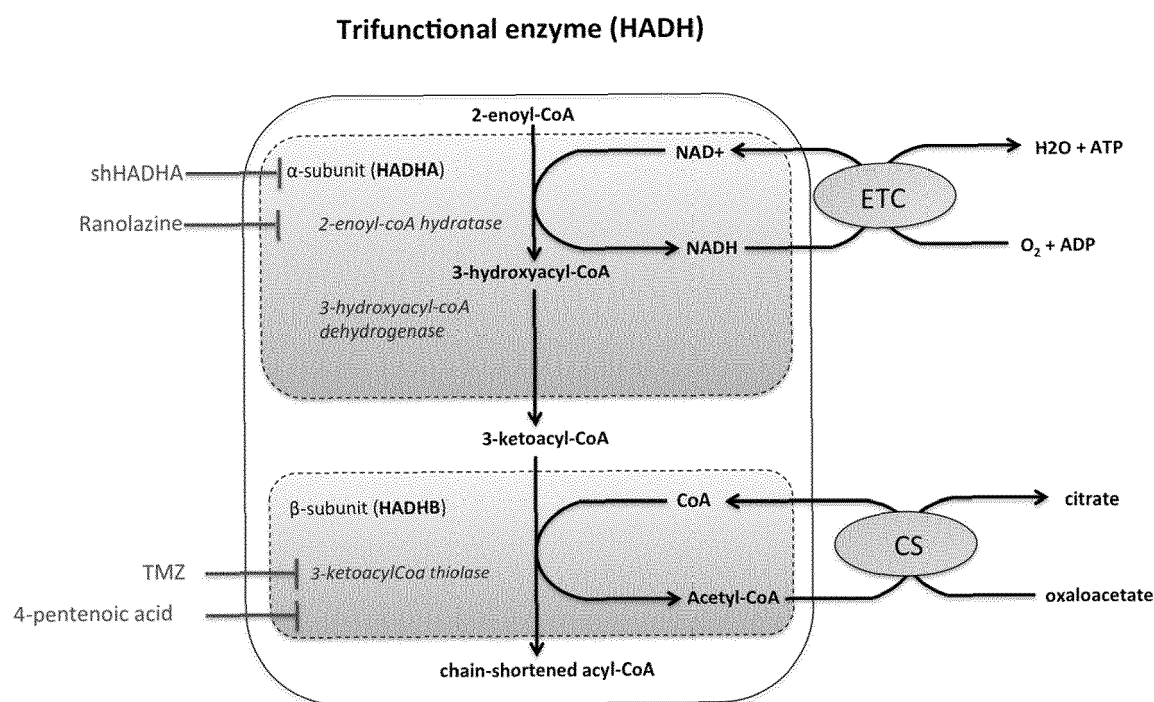 Trifunctional enzyme (HADH)
2-enoyl-CoA
shHADHA
α-subunit (HADHA)
NAD+
H2O + ATP
ETC
Ranolazine
2-enoyl-coA hydratase
NADH
O₂ + ADP
3-hydroxyacyl-CoA
3-hydroxyacyl-coA
dehydrogenase
3-ketoacyl-CoA
β-subunit (HADHB)
CoA
citrate
CS
TMZ
3-ketoacylCoa thiolase
Acetyl-CoA
oxaloacetate
4-pentenoic acid
chain-shortened acyl-CoA